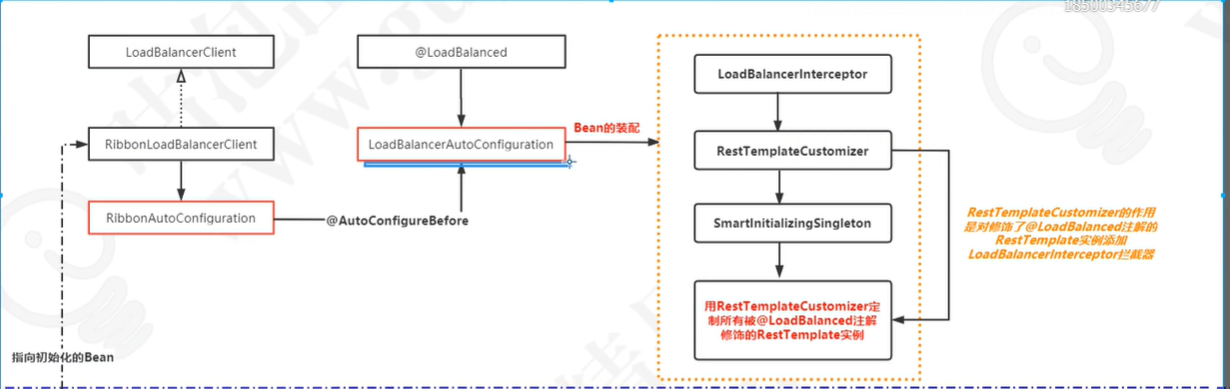 18500345677
LoadBalancerClient
@LoadBalanced
LoadBalancerInterceptor
RibbonLoadBalancerClient
LoadBalancerAutoConfiguration
Bean的装配
RestTemplateCustomizer
RibbonAutoConfiguration
@AutoConfigureBefore
SmartInitializingSingleton
RestTemplateCustomizer的作用
是对修饰了@LoadBalanced注解的
RestTemplate实例添加
LoadBalancerInterceptor拦截器
用RestTemplateCustomizer定
制所有被@LoadBalanced注解
修饰的RestTemplate实例
指向初始化的Bean